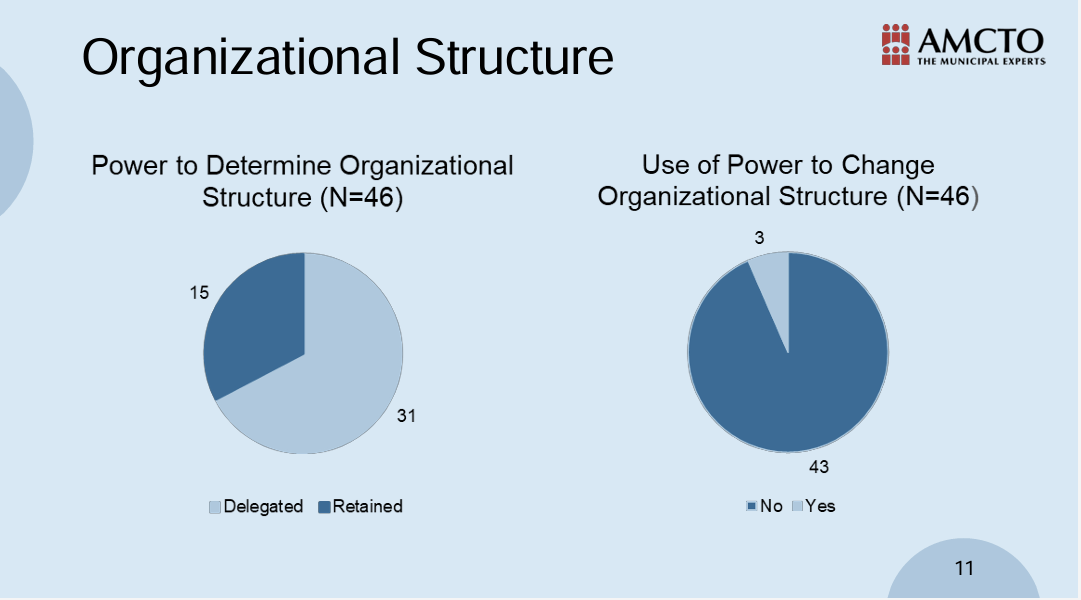 Organizational Structure
AMCTO
THE MUNICIPAL EXPERTS
Power to Determine Organizational
Structure (N=46)
15
31
Delegated Retained
Use of Power to Change
Organizational Structure (N=46)
3
43
No Yes
11